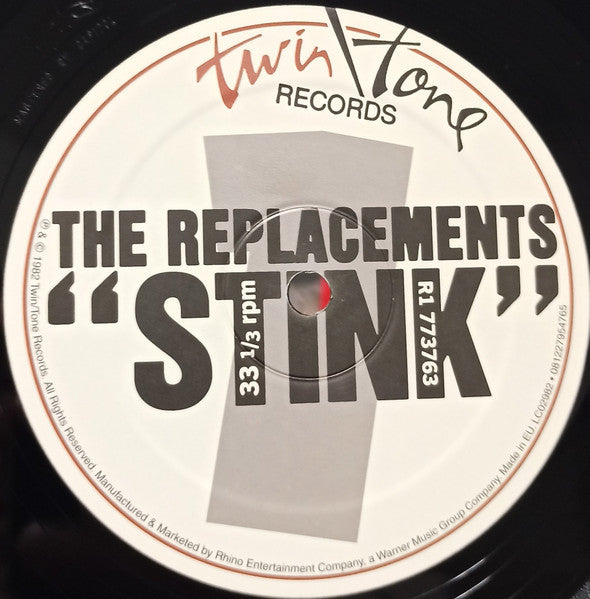 twin\tone
RECORDS
THE REPLACEMENTS
“STINK”
33 1/3 rpm
R1 773763
℗ & © 1982 Twin/Tone Records. All Rights Reserved. Manufactured & Marketed by Rhino Entertainment Company, a Warner Music Group Company. Made in EU. LC02982 • 081227954765